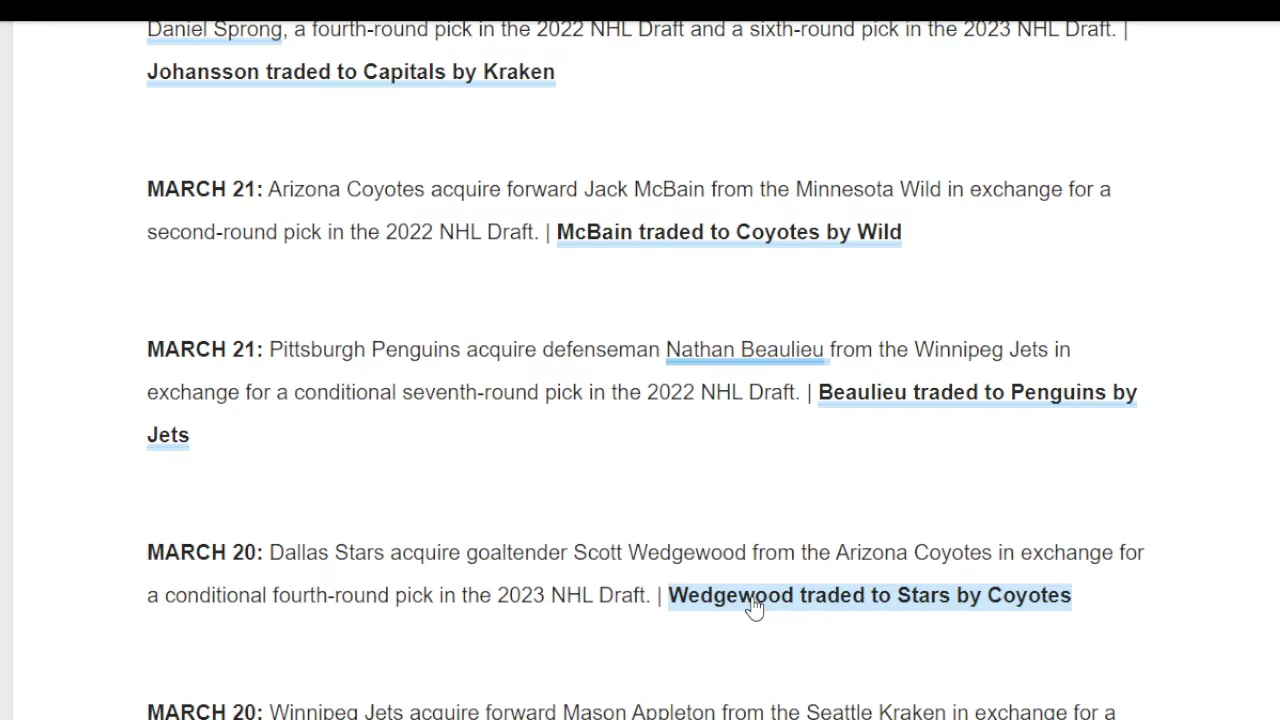 Daniel Sprong, a fourth-round pick in the 2022 NHL Draft and a sixth-round pick in the 2023 NHL Draft. |
Johansson traded to Capitals by Kraken
MARCH 21: Arizona Coyotes acquire forward Jack McBain from the Minnesota Wild in exchange for a
second-round pick in the 2022 NHL Draft. | McBain traded to Coyotes by Wild
MARCH 21: Pittsburgh Penguins acquire defenseman Nathan Beaulieu from the Winnipeg Jets in
exchange for a conditional seventh-round pick in the 2022 NHL Draft. | Beaulieu traded to Penguins by
Jets
MARCH 20: Dallas Stars acquire goaltender Scott Wedgewood from the Arizona Coyotes in exchange for
a conditional fourth-round pick in the 2023 NHL Draft. | Wedgewood traded to Stars by Coyotes
MARCH 20: Winnipeg Jets acquire forward Mason Appleton from the Seattle Kraken in exchange for a